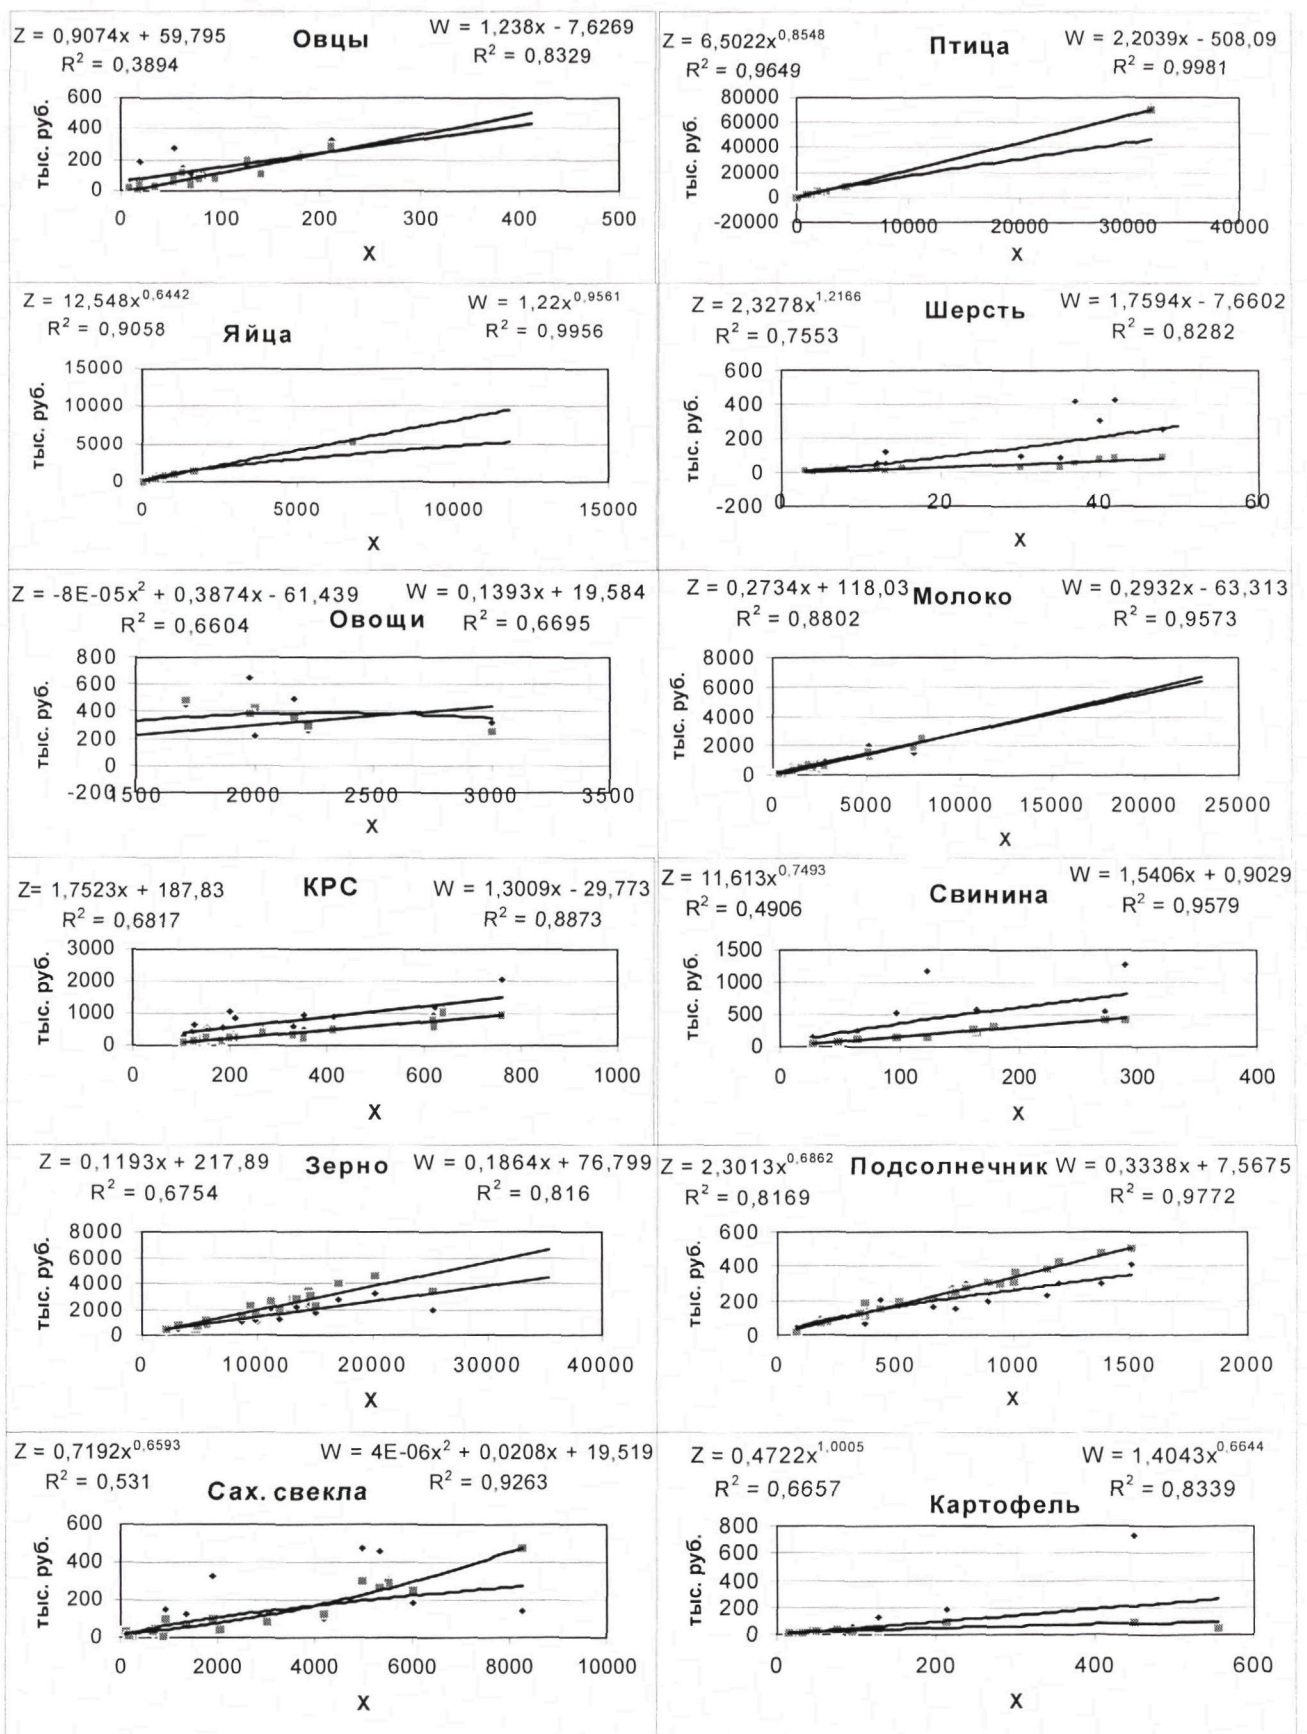 Z = 0,9074x + 59,795 Овцы W = 1,238x - 7,6269
R² = 0,3894 R² = 0,8329
тыс. руб.
600
400
200
0
0 100 200 300 400 500
X
Z = 6,5022x^0,8548 Птица W = 2,2039x - 508,09
R² = 0,9649 R² = 0,9981
тыс. руб.
80000
60000
40000
20000
0
-20000
0 10000 20000 30000 40000
X
Z = 12,548x^0,6442 W = 1,22x^0,9561
R² = 0,9058 Яйца R² = 0,9956
тыс. руб.
15000
10000
5000
0
0 5000 10000 15000
X
Z = 2,3278x^1,2166 Шерсть W = 1,7594x - 7,6602
R² = 0,7553 R² = 0,8282
тыс. руб.
600
400
200
0
-200
0 20 40 60
X
Z = -8E-05x² + 0,3874x - 61,439 W = 0,1393x + 19,584
R² = 0,6604 Овощи R² = 0,6695
тыс. руб.
800
600
400
200
0
-200
1500 2000 2500 3000 3500
X
Z = 0,2734x + 118,03 Молоко W = 0,2932x - 63,313
R² = 0,8802 R² = 0,9573
тыс. руб.
8000
6000
4000
2000
0
0 5000 10000 15000 20000 25000
X
Z= 1,7523x + 187,83 КРС W = 1,3009x - 29,773
R² = 0,6817 R² = 0,8873
тыс. руб.
3000
2000
1000
0
0 200 400 600 800 1000
X
Z = 11,613x^0,7493 Свинина W = 1,5406x + 0,9029
R² = 0,4906 R² = 0,9579
тыс. руб.
1500
1000
500
0
0 100 200 300 400
X
Z = 0,1193x + 217,89 Зерно W = 0,1864x + 76,799
R² = 0,6754 R² = 0,816
тыс. руб.
8000
6000
4000
2000
0
0 10000 20000 30000 40000
X
Z = 2,3013x^0,6862 Подсолнечник W = 0,3338x + 7,5675
R² = 0,8169 R² = 0,9772
тыс. руб.
600
400
200
0
0 500 1000 1500 2000
X
Z = 0,7192x^0,6593 W = 4E-06x² + 0,0208x + 19,519
R² = 0,531 Сах. свекла R² = 0,9263
тыс. руб.
600
400
200
0
0 2000 4000 6000 8000 10000
X
Z = 0,4722x^1,0005 W = 1,4043x^0,6644
R² = 0,6657 Картофель R² = 0,8339
тыс. руб.
800
600
400
200
0
0 200 400 600
X